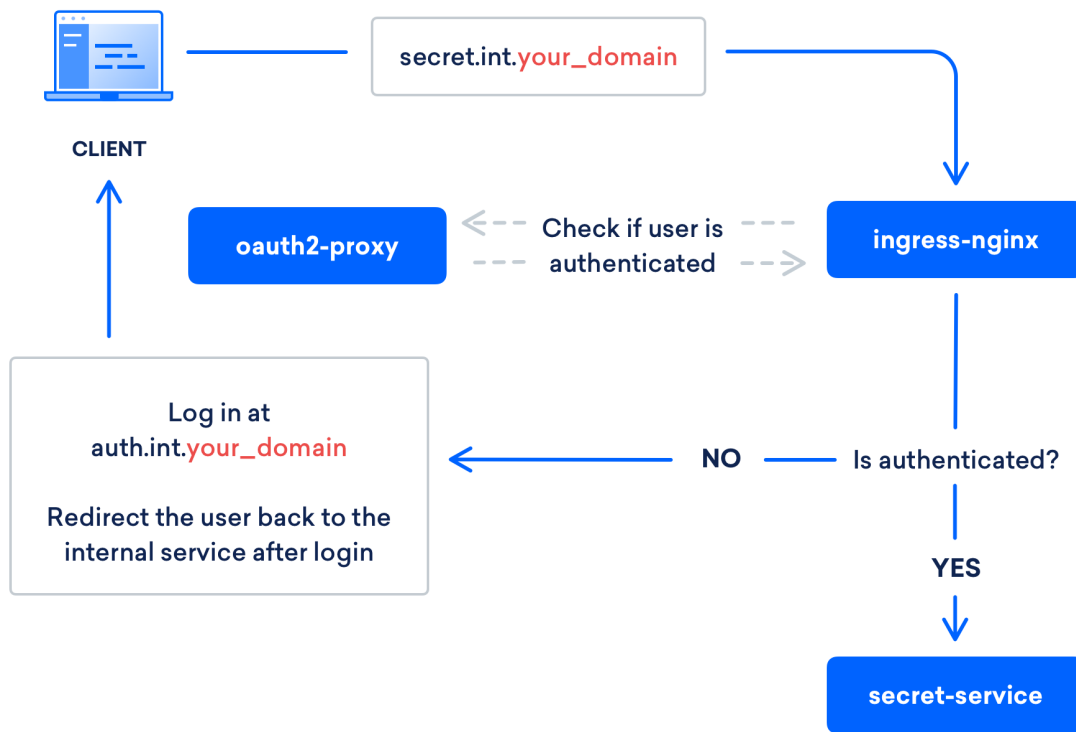 secret.int.your_domain
CLIENT
oauth2-proxy
Check if user is
authenticated
ingress-nginx
Log in at
auth.int.your_domain
Redirect the user back to the
internal service after login
NO
Is authenticated?
YES
secret-service